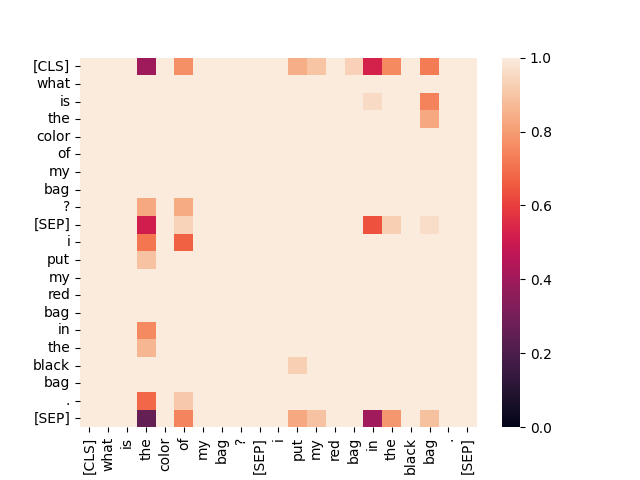 [CLS]
what
is
the
color
of
my
bag
?
[SEP]
i
put
my
red
bag
in
the
black
bag
.
[SEP]
[CLS]
what
is
the
color
of
my
bag
?
[SEP]
i
put
my
red
bag
in
the
black
bag
.
[SEP]
1.0
0.8
0.6
0.4
0.2
0.0